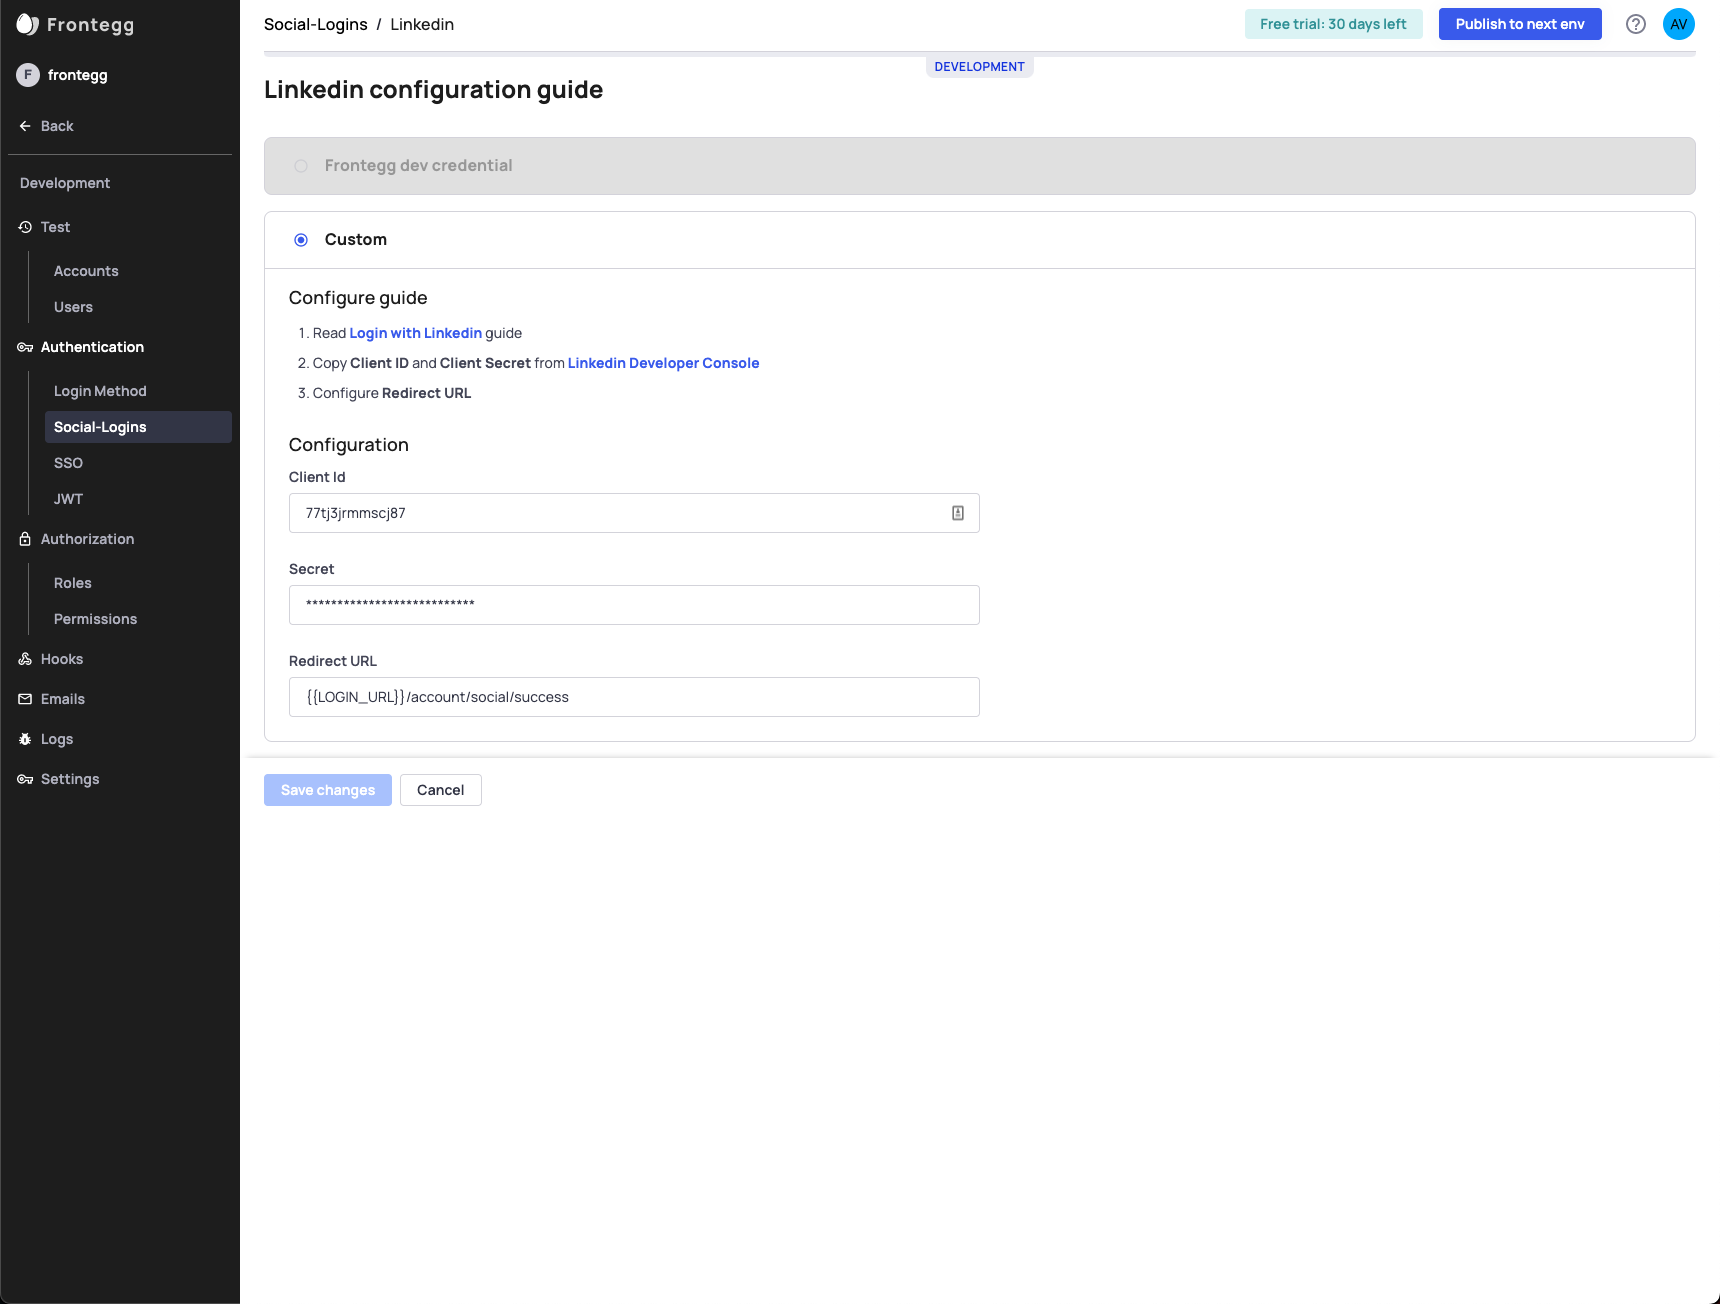 Frontegg
F frontegg
Back
Development
Test
Accounts
Users
Authentication
Login Method
Social-Logins
SSO
JWT
Authorization
Roles
Permissions
Hooks
Emails
Logs
Settings
Social-Logins / Linkedin
Free trial: 30 days left
Publish to next env
?
AV
DEVELOPMENT
Linkedin configuration guide
Frontegg dev credential
Custom
Configure guide
1. Read Login with Linkedin guide
2. Copy Client ID and Client Secret from Linkedin Developer Console
3. Configure Redirect URL
Configuration
Client Id
77tj3jrmmscj87
Secret
***************************
Redirect URL
{{LOGIN_URL}}/account/social/success
Save changes
Cancel